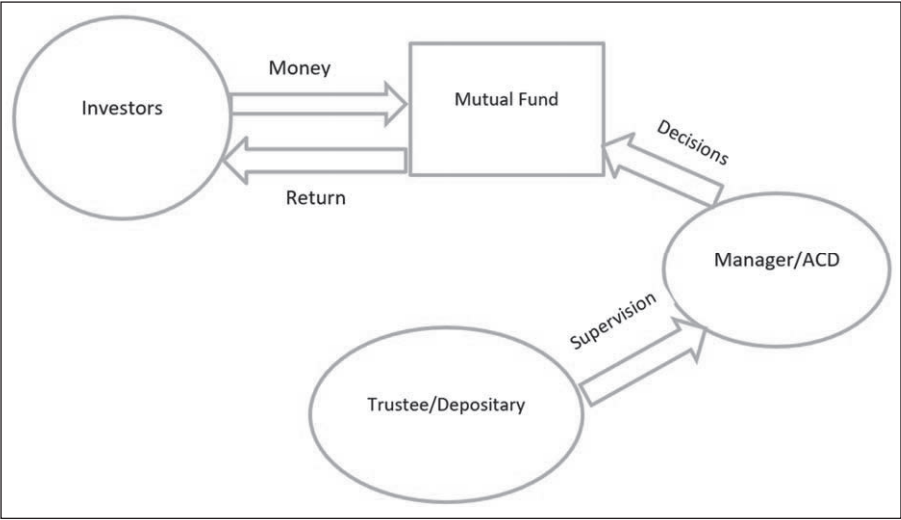 Money
Investors
Mutual Fund
Decisions
Return
Manager/ACD
Supervision
Trustee/Depositary